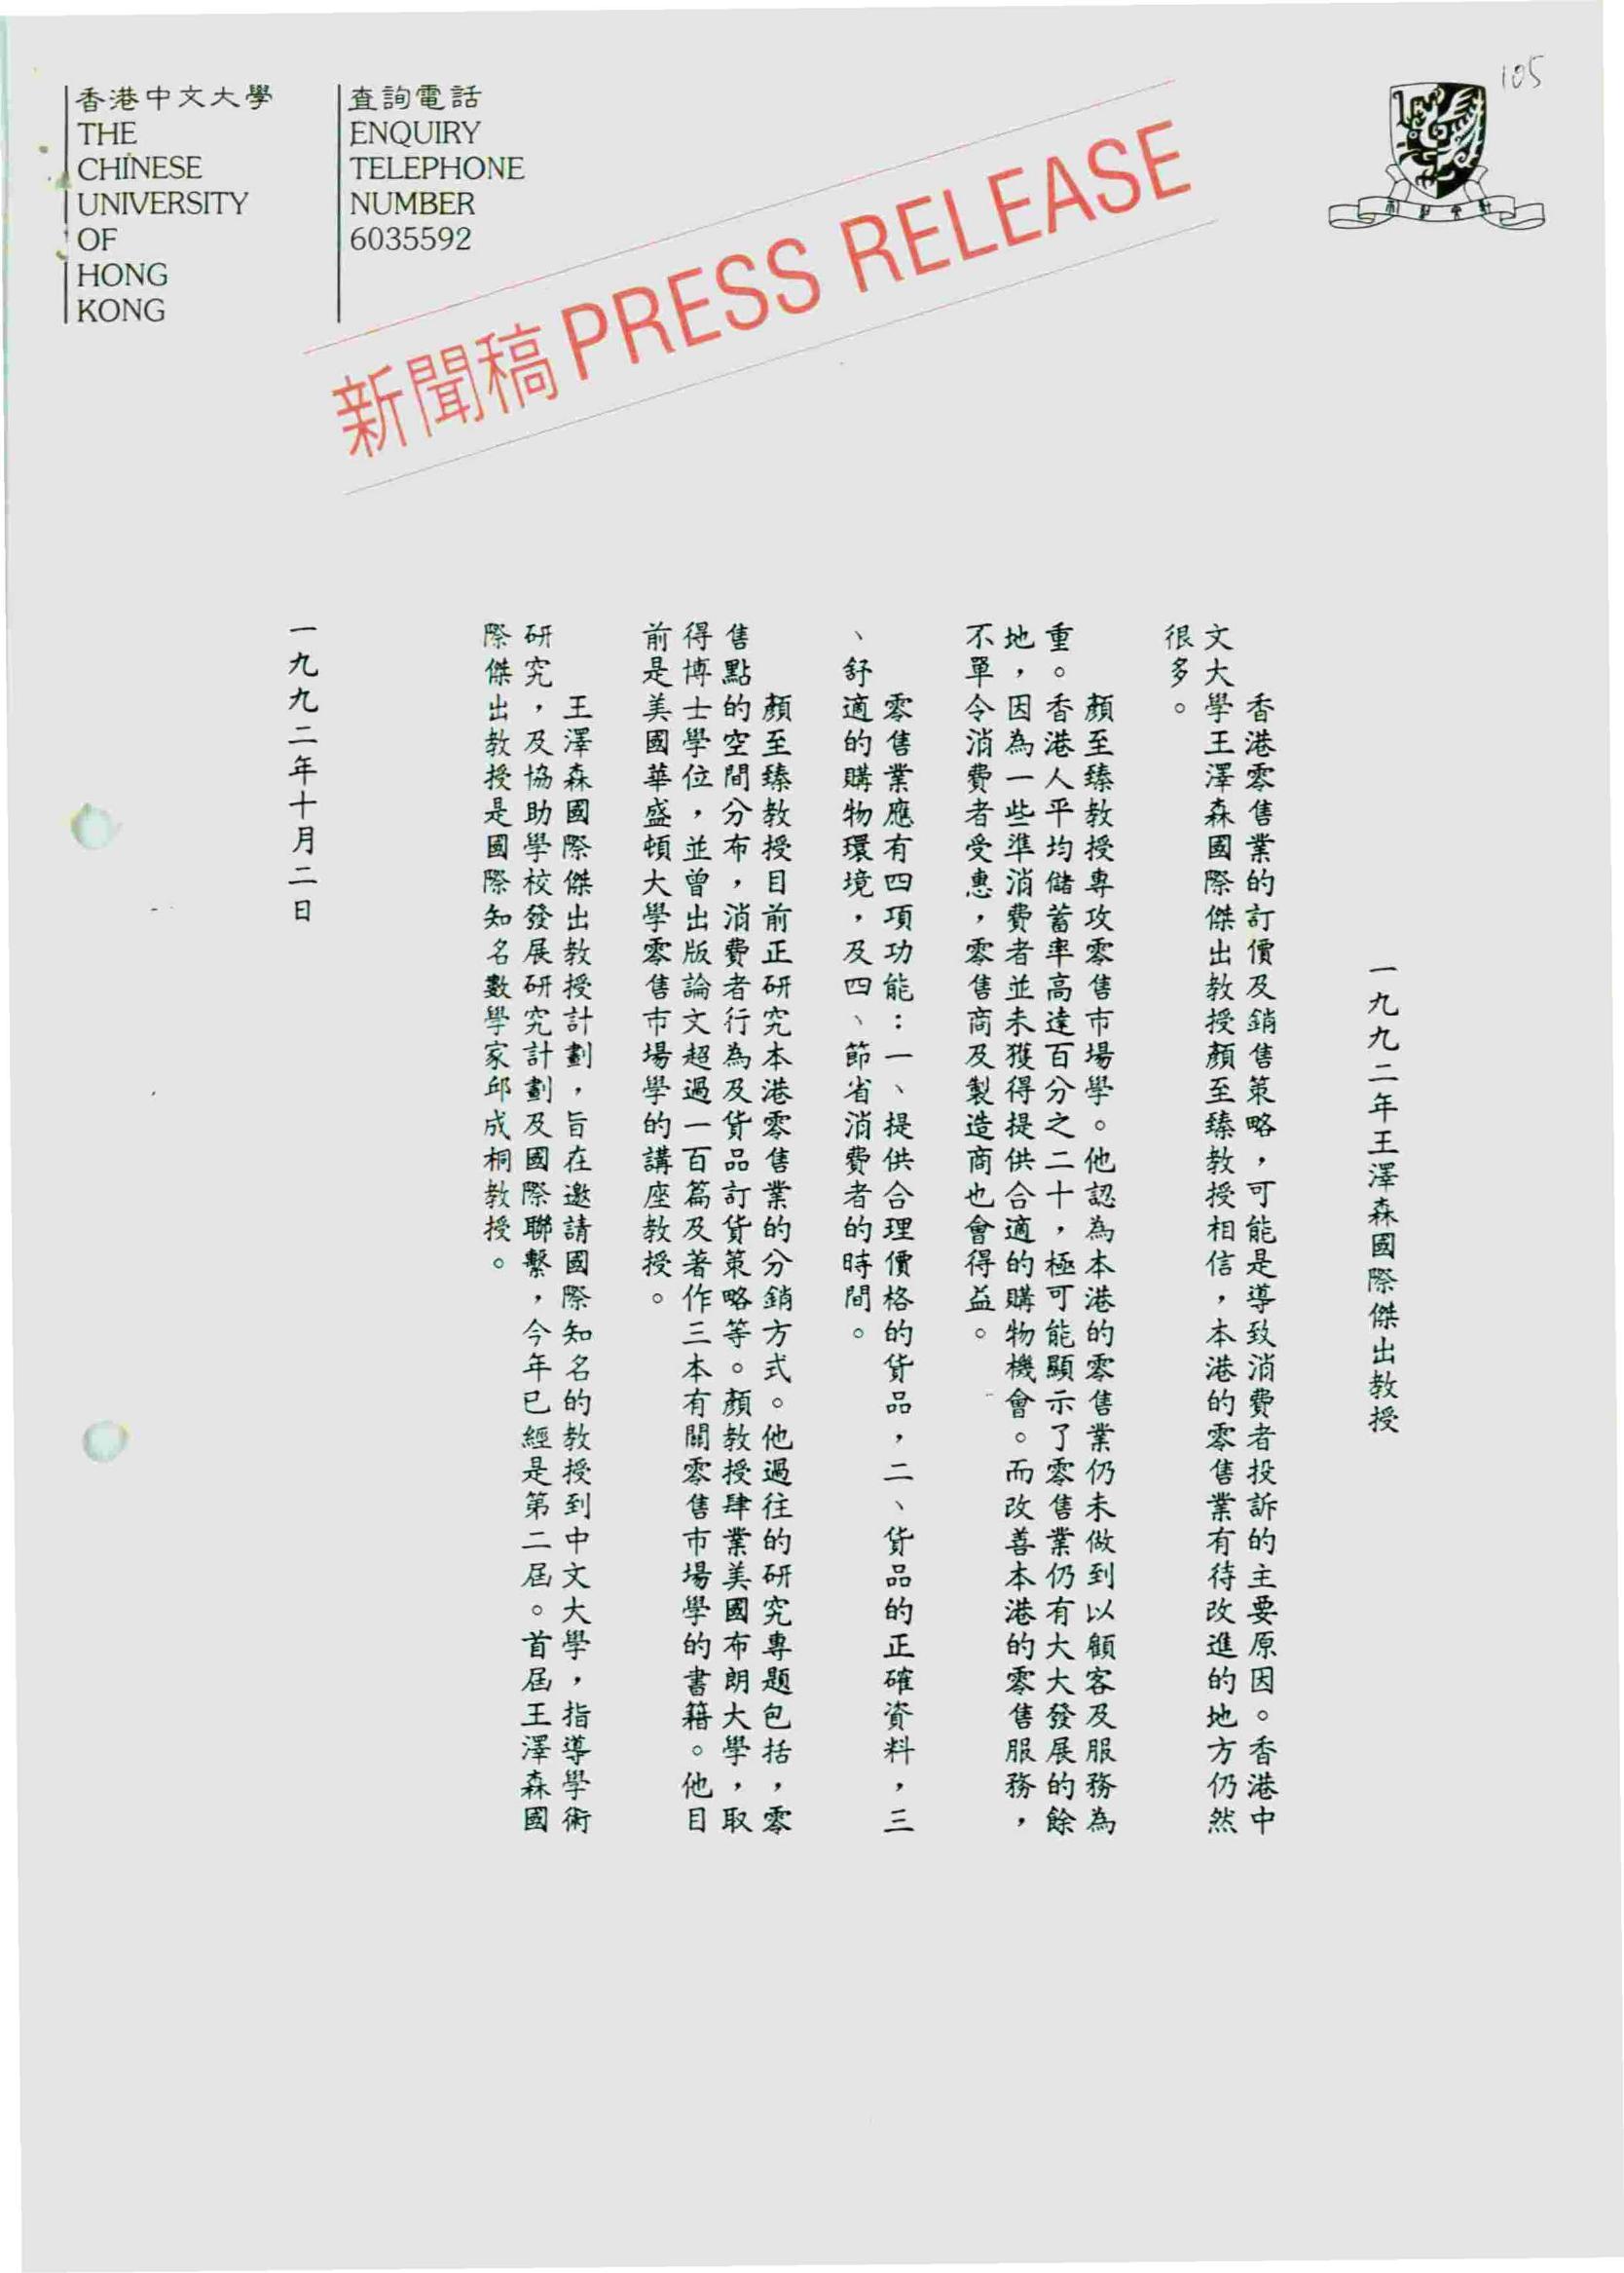 香港中文大學
THE
CHINESE
UNIVERSITY
OF
HONG
KONG
查詢電話
ENQUIRY
TELEPHONE
NUMBER
6035592
105
新聞稿 PRESS RELEASE
一九九二年王澤森國際傑出教授
香港零售業的訂價及銷售策略，可能是導致消費者投訴的主要原因。香港中
文大學王澤森國際傑出教授顏至臻教授相信，本港的零售業有待改進的地方仍然
很多。
顏至臻教授專攻零售市場學。他認為本港的零售業仍未做到以顧客及服務為
重。香港人平均儲蓄率高達百分之二十，極可能顯示了零售業仍有大大發展的餘
地，因為一些準消費者並未獲得提供合適的購物機會。而改善本港的零售服務，
不單令消費者受惠，零售商及製造商也會得益。
零售業應有四項功能：一、提供合理價格的貨品，二、貨品的正確資料，三
、舒適的購物環境，及四、節省消費者的時間。
顏至臻教授目前正研究本港零售業的分銷方式。他過往的研究專題包括，零
售點的空間分布，消費者行為及貨品訂貨策略等。顏教授肆業美國布朗大學，取
得博士學位，並曾出版論文超過一百篇及著作三本有關零售市場學的書籍。他目
前是美國華盛頓大學零售市場學的講座教授。
王澤森國際傑出教授計劃，旨在邀請國際知名的教授到中文大學，指導學術
研究，及協助學校發展研究計劃及國際聯繫，今年已經是第二屆。首屆王澤森國
際傑出教授是國際知名數學家邱成桐教授。
一九九二年十月二日